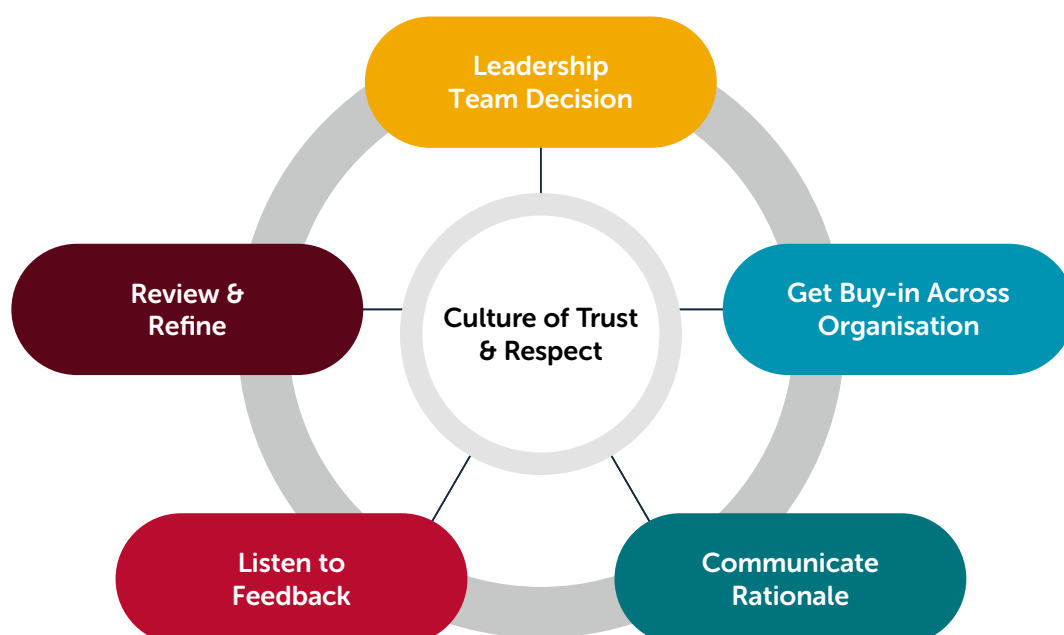 Leadership
Team Decision
Get Buy-in Across
Organisation
Communicate
Rationale
Listen to
Feedback
Review &
Refine
Culture of Trust
& Respect